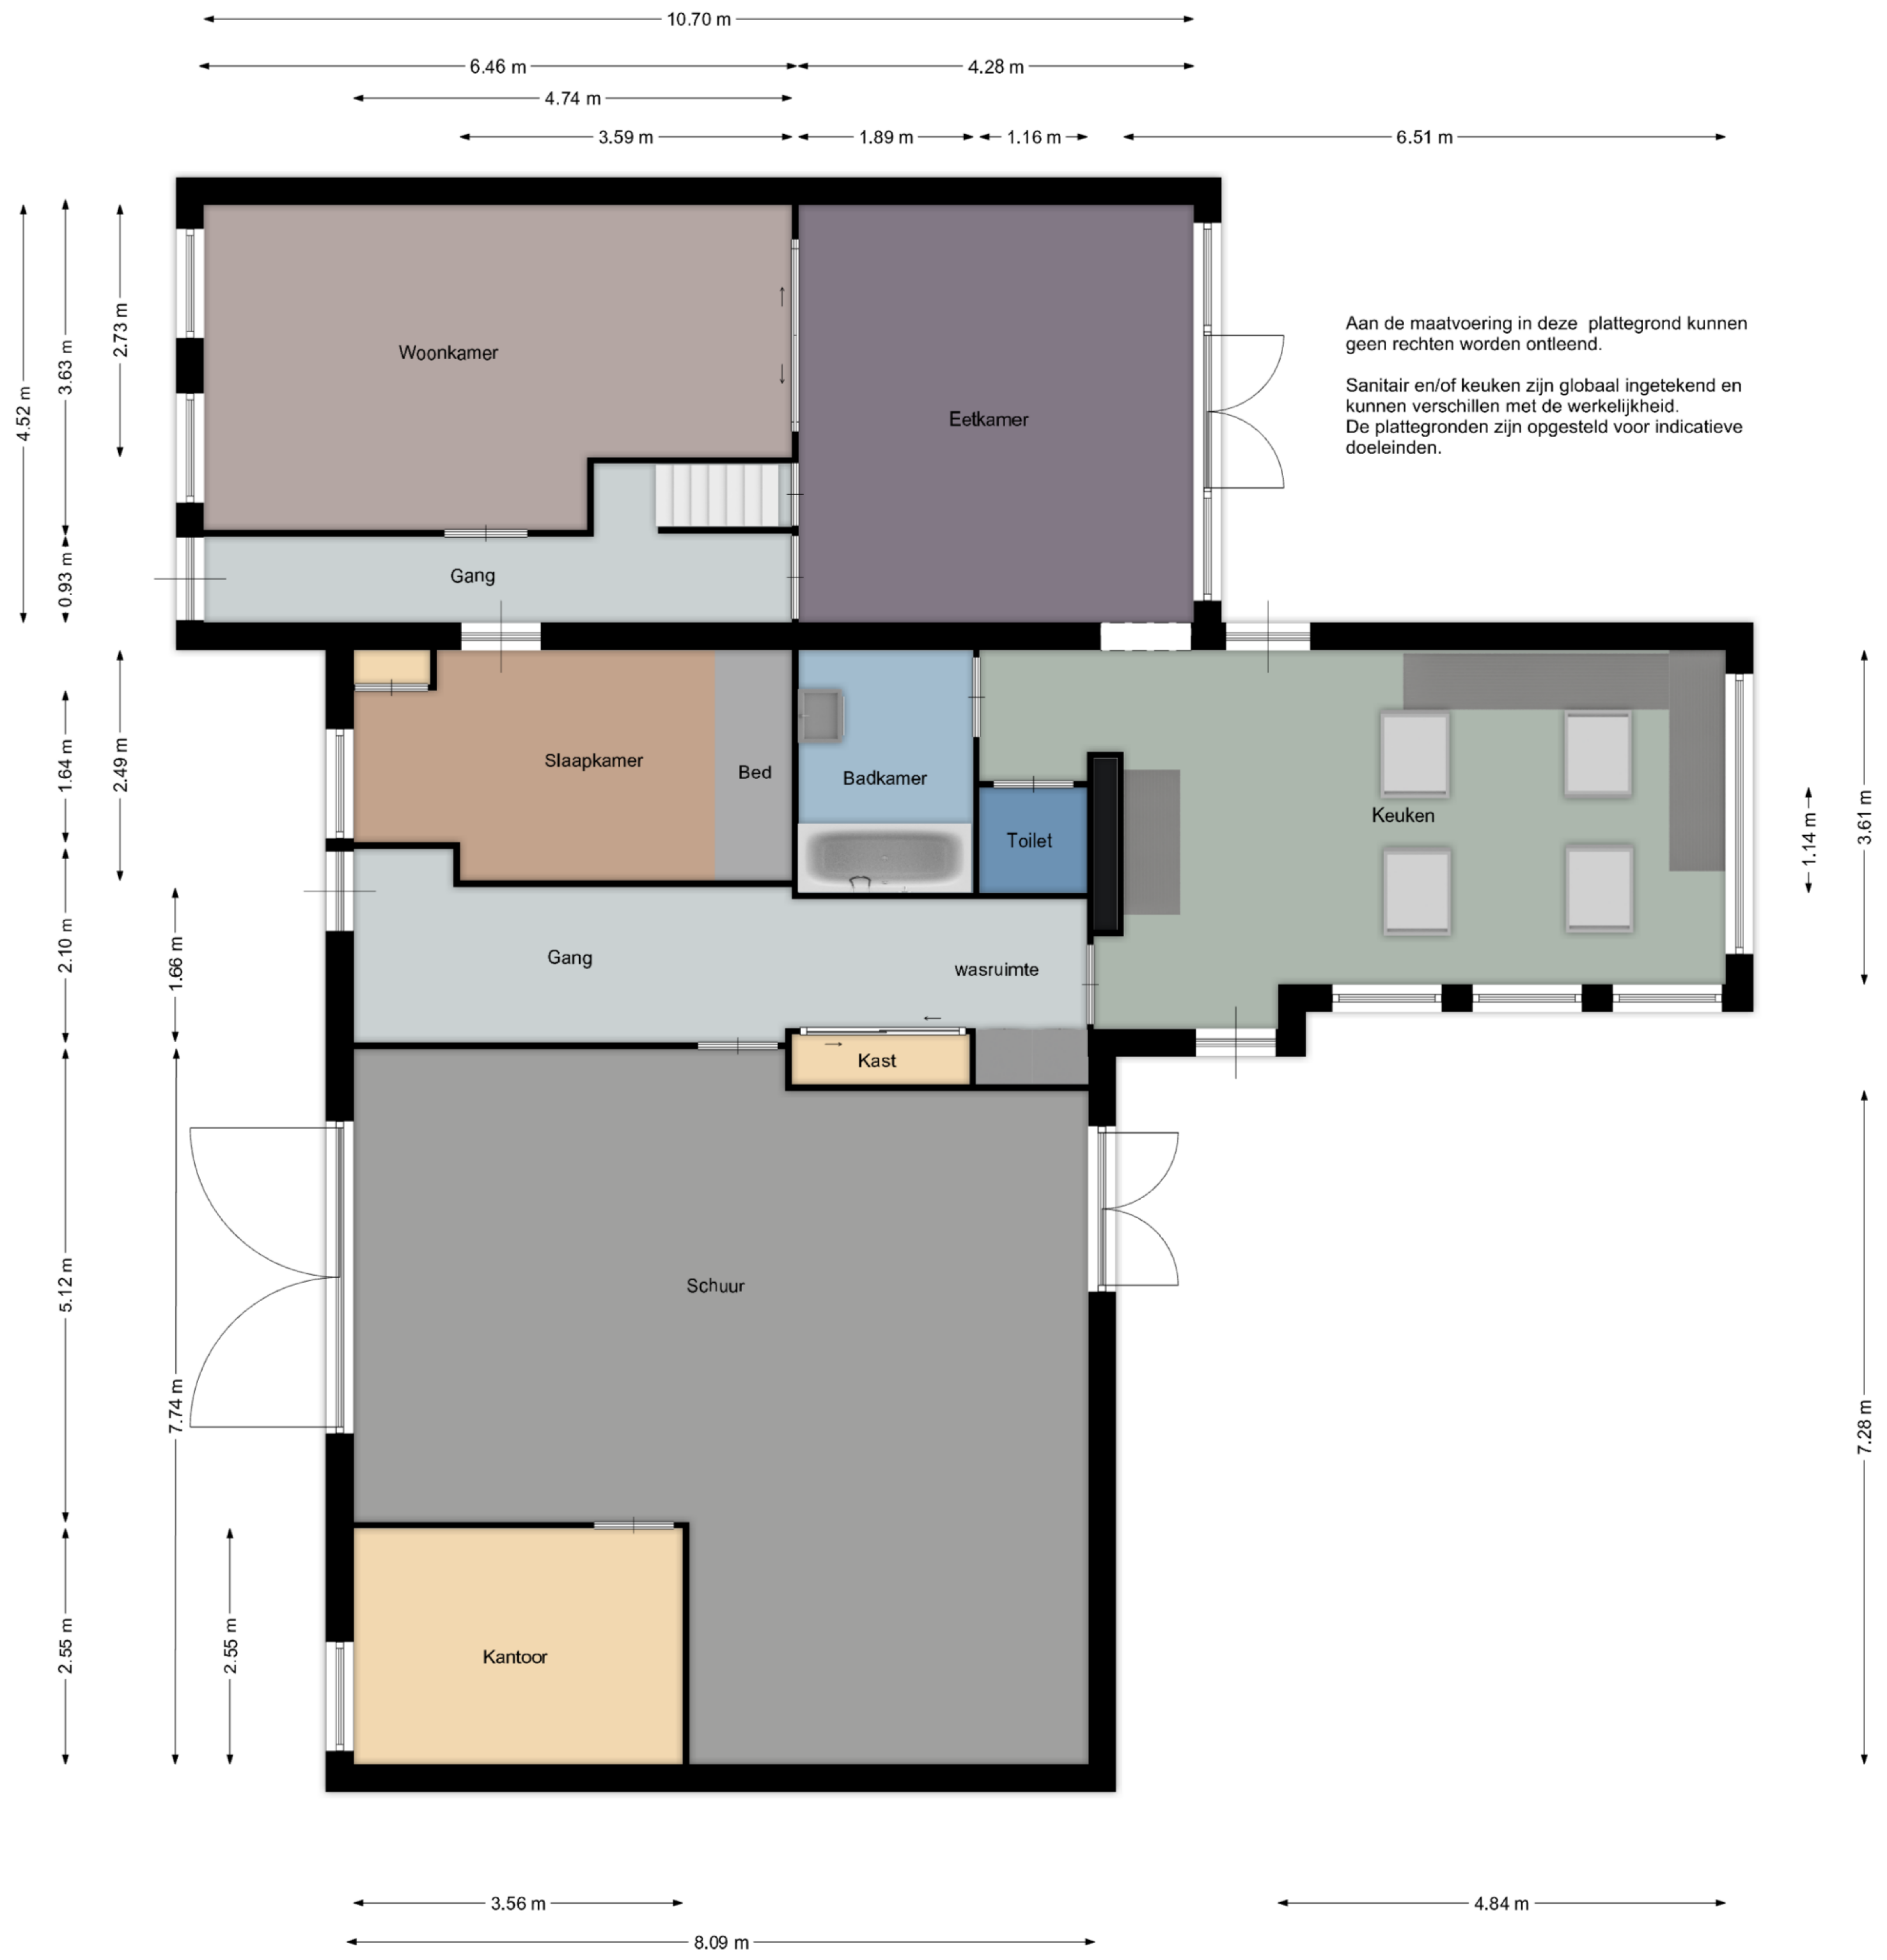 10.70 m
6.46 m
4.28 m
4.74 m
3.59 m
1.89 m
1.16 m
6.51 m
4.52 m
3.63 m
2.73 m
0.93 m
Woonkamer
Eetkamer
Gang
Aan de maatvoering in deze plattegrond kunnen
geen rechten worden ontleend.
Sanitair en/of keuken zijn globaal ingetekend en
kunnen verschillen met de werkelijkheid.
De plattegronden zijn opgesteld voor indicatieve
doeleinden.
1.64 m
2.49 m
Slaapkamer
Bed
Badkamer
Toilet
Keuken
1.14 m
3.61 m
2.10 m
1.66 m
Gang
wasruimte
Kast
5.12 m
7.74 m
Schuur
7.28 m
2.55 m
2.55 m
Kantoor
3.56 m
4.84 m
8.09 m